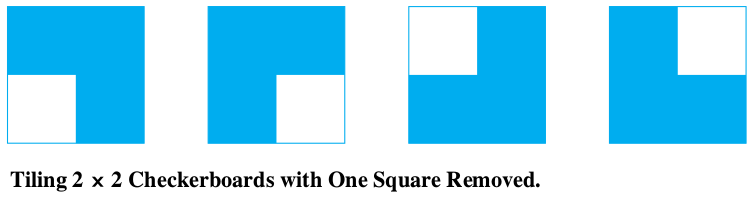 Tiling 2 × 2 Checkerboards with One Square Removed.